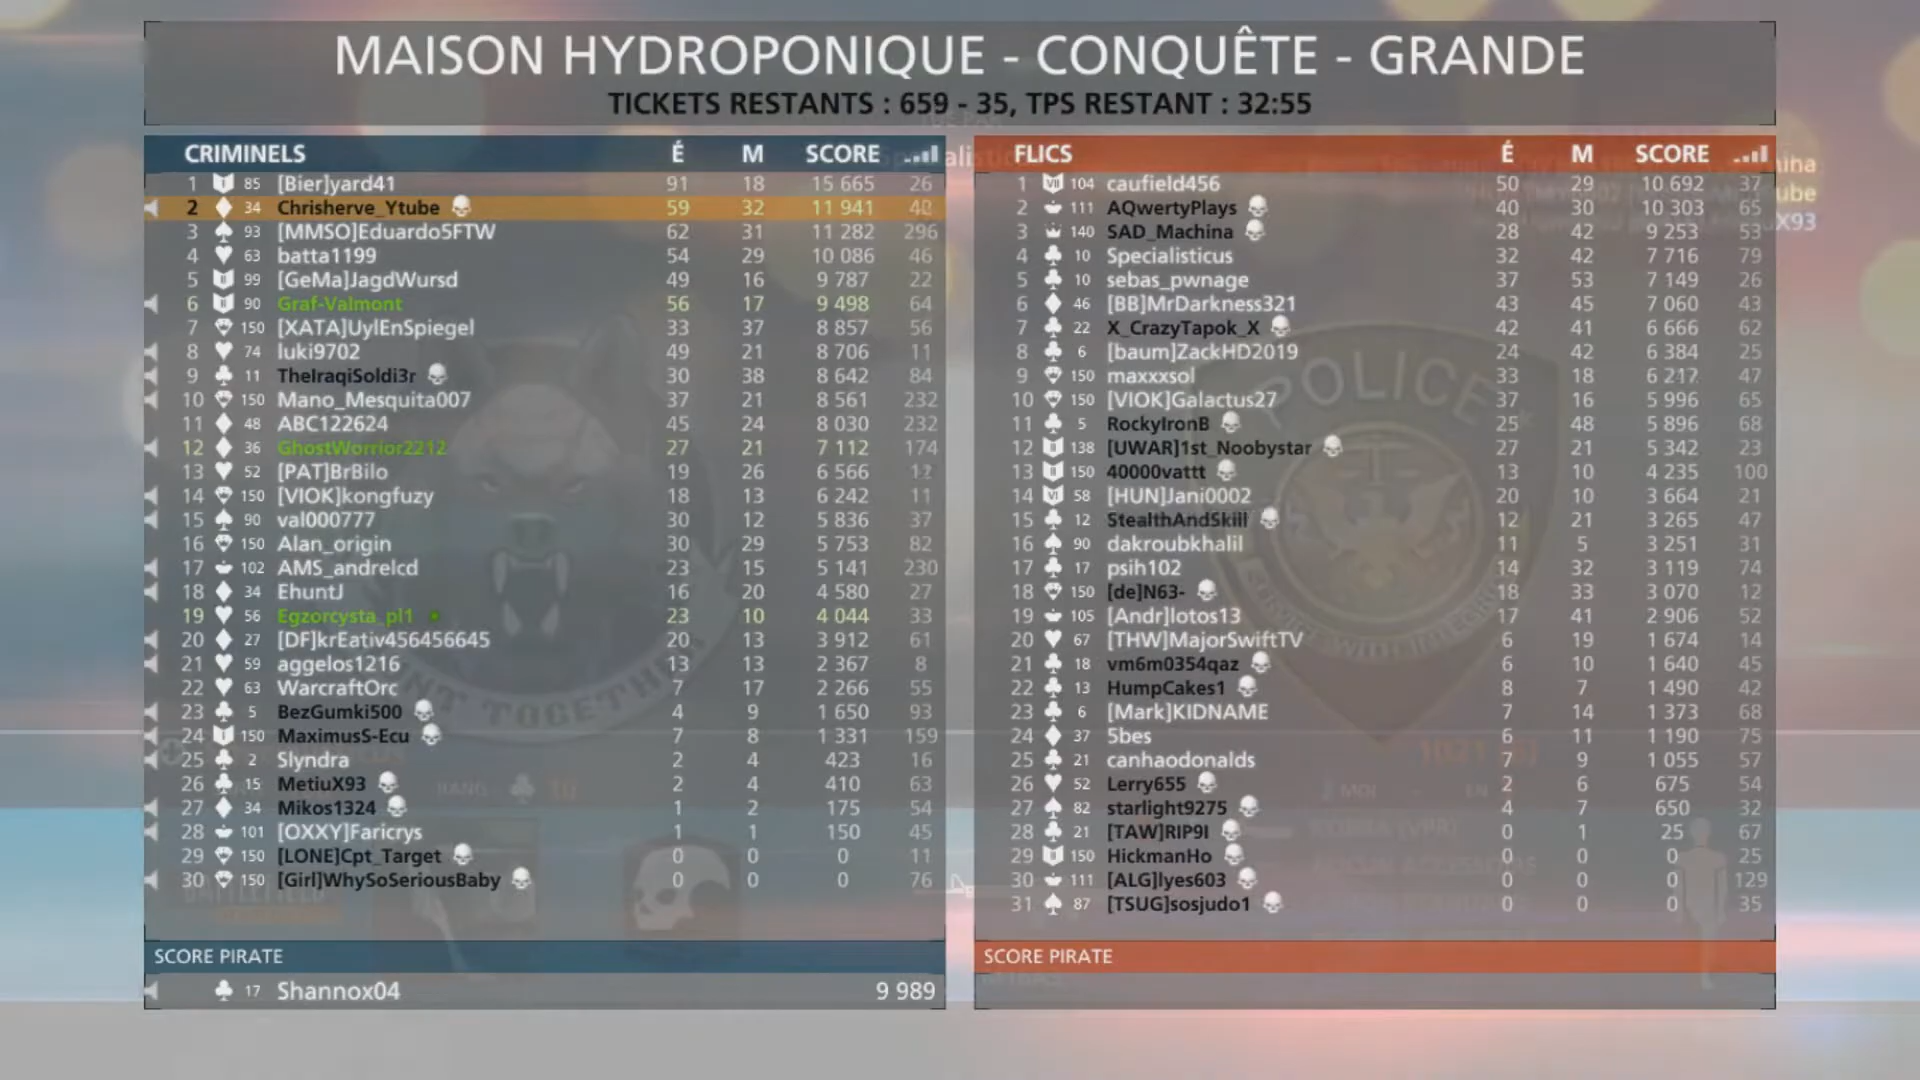 MAISON HYDROPONIQUE - CONQUÊTE - GRANDE
TICKETS RESTANTS : 659 - 35, TPS RESTANT : 32:55
CRIMINELS É M SCORE
1 85 [Bier]yard41 91 18 15 665 26
2 34 Chrisherve_Ytube 59 32 11 941 40
3 93 [MMSO]Eduardo5FTW 62 31 11 282 296
4 63 batta1199 54 29 10 086 46
5 99 [GeMa]JagdWursd 49 16 9 787 22
6 90 Graf-Valmont 56 17 9 498 64
7 150 [XATA]UylEnSpiegel 33 37 8 857 56
8 74 luki9702 49 21 8 706 11
9 11 TheIraqiSoldi3r 30 38 8 642 84
10 150 Mano_Mesquita007 37 21 8 561 232
11 48 ABC122624 45 24 8 030 232
12 36 GhostWorrior2212 27 21 7 112 174
13 52 [PAT]BrBilo 19 26 6 566 12
14 150 [VIOK]kongfuzy 18 13 6 242 11
15 90 val000777 30 12 5 836 37
16 150 Alan_origin 30 29 5 753 82
17 102 AMS_andrelcd 23 15 5 141 230
18 34 EhuntJ 16 20 4 580 27
19 56 Egzorcysta_pl1 23 10 4 044 33
20 27 [DF]krEativ456456645 20 13 3 912 61
21 59 aggelos1216 13 13 2 367 8
22 63 WarcraftOrc 7 17 2 266 55
23 5 BezGumki500 4 9 1 650 93
24 150 MaximusS-Ecu 7 8 1 331 159
25 2 Slyndra 2 4 423 16
26 15 MetiuX93 2 4 410 63
27 34 Mikos1324 1 2 175 54
28 101 [OXXY]Faricrys 1 1 150 45
29 150 [LONE]Cpt_Target 0 0 0 11
30 150 [Girl]WhySoSeriousBaby 0 0 0 76
SCORE PIRATE
17 Shannox04 9 989
FLICS É M SCORE
1 VII 104 caufield456 50 29 10 692 37
2 111 AQwertyPlays 40 30 10 303 65
3 140 SAD_Machina 28 42 9 253 53
4 10 Specialisticus 32 42 7 716 79
5 10 sebas_pwnage 37 53 7 149 26
6 46 [BB]MrDarkness321 43 45 7 060 43
7 22 X_CrazyTapok_X 42 41 6 666 62
8 6 [baum]ZackHD2019 24 42 6 384 25
9 150 maxxxsol 33 18 6 217 47
10 150 [VIOK]Galactus27 37 16 5 996 65
11 5 RockyIronB 25 48 5 896 68
12 138 [UWAR]1st_Noobystar 27 21 5 342 23
13 150 40000vattt 13 10 4 235 100
14 VI 58 [HUN]Jani0002 20 10 3 664 21
15 12 StealthAndSkill 12 21 3 265 47
16 90 dakroubkhalil 11 5 3 251 31
17 17 psih102 14 32 3 119 74
18 150 [de]N63- 18 33 3 070 12
19 105 [Andr]lotos13 17 41 2 906 52
20 67 [THW]MajorSwiftTV 6 19 1 674 14
21 18 vm6m0354qaz 6 10 1 640 45
22 13 HumpCakes1 8 7 1 490 42
23 6 [Mark]KIDNAME 7 14 1 373 68
24 37 5bes 6 11 1 190 75
25 21 canhaodonalds 7 9 1 055 57
26 52 Lerry655 2 6 675 54
27 82 starlight9275 4 7 650 32
28 21 [TAW]RIP9I 0 1 25 67
29 150 HickmanHo 0 0 0 25
30 111 [ALG]lyes603 0 0 0 129
31 87 [TSUG]sosjudo1 0 0 0 35
SCORE PIRATE
POLICE